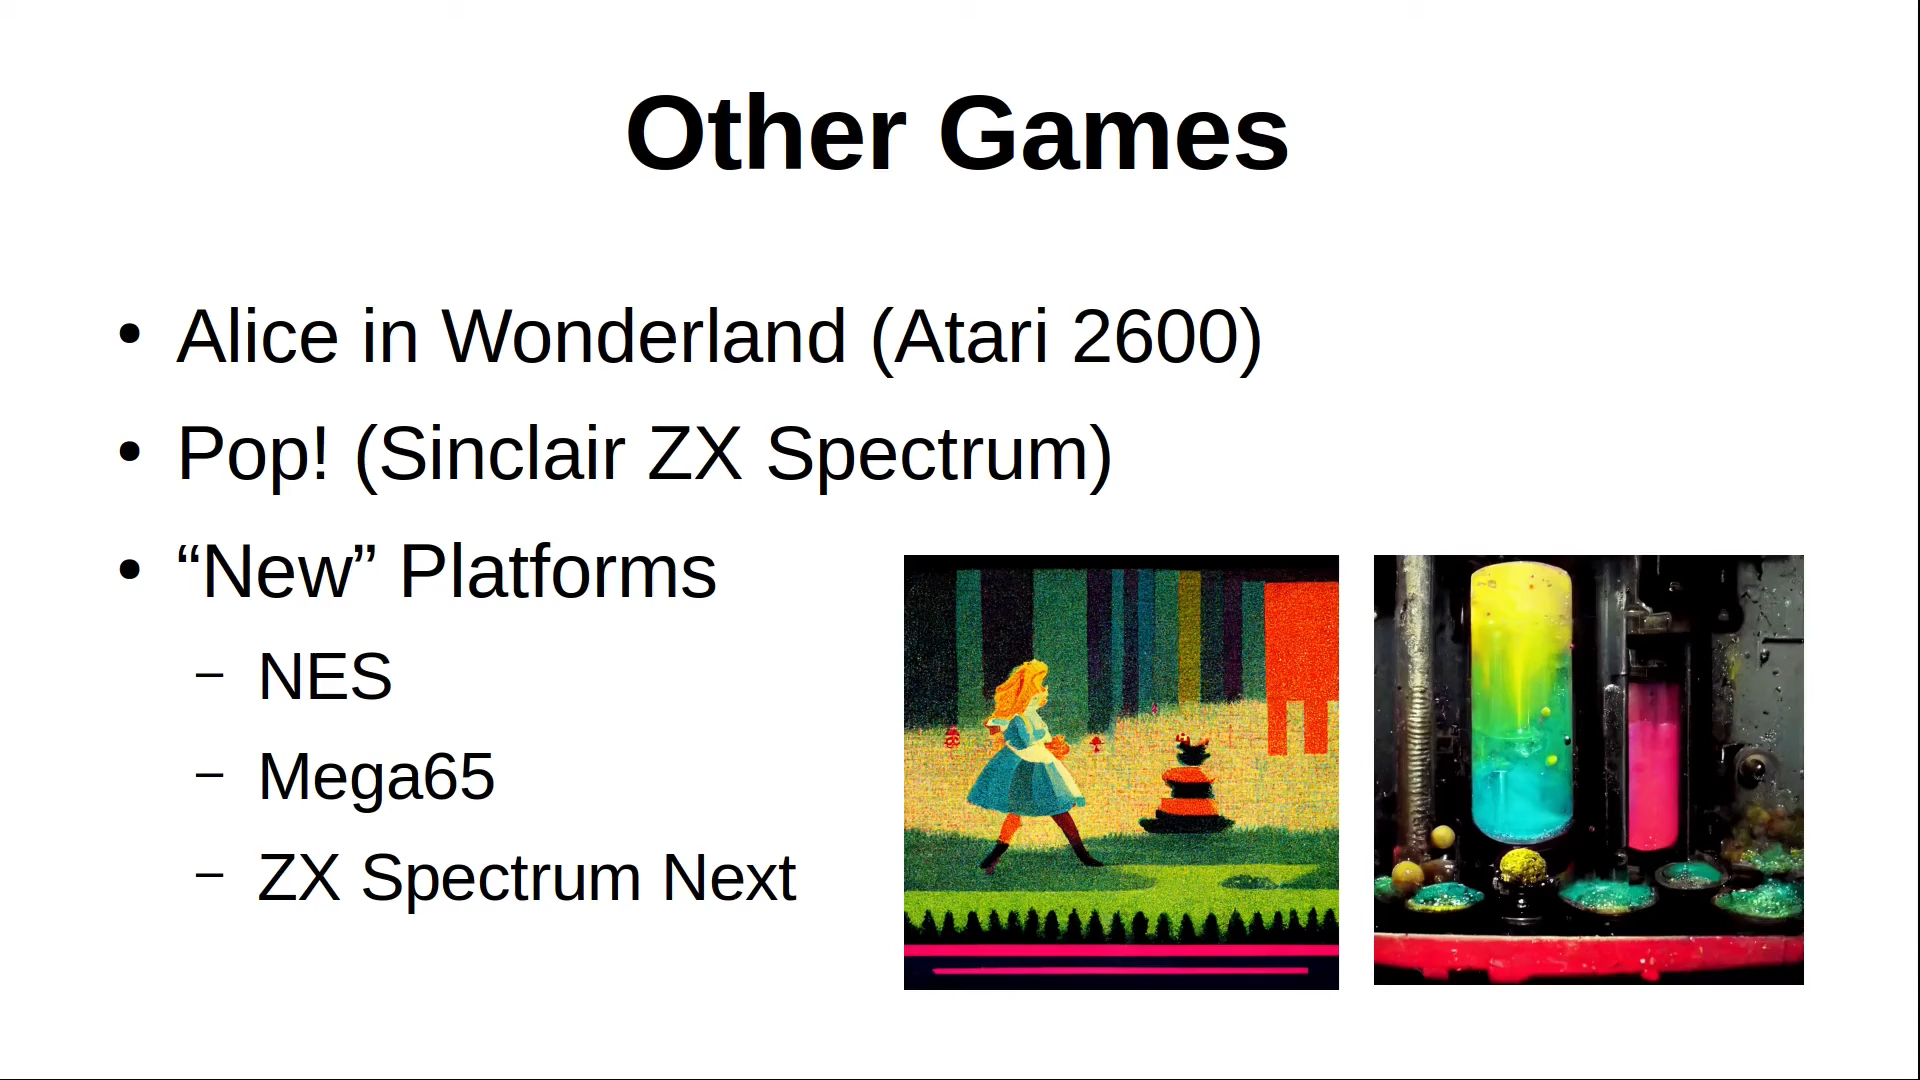 Other Games
• Alice in Wonderland (Atari 2600)
• Pop! (Sinclair ZX Spectrum)
• “New” Platforms
– NES
– Mega65
– ZX Spectrum Next